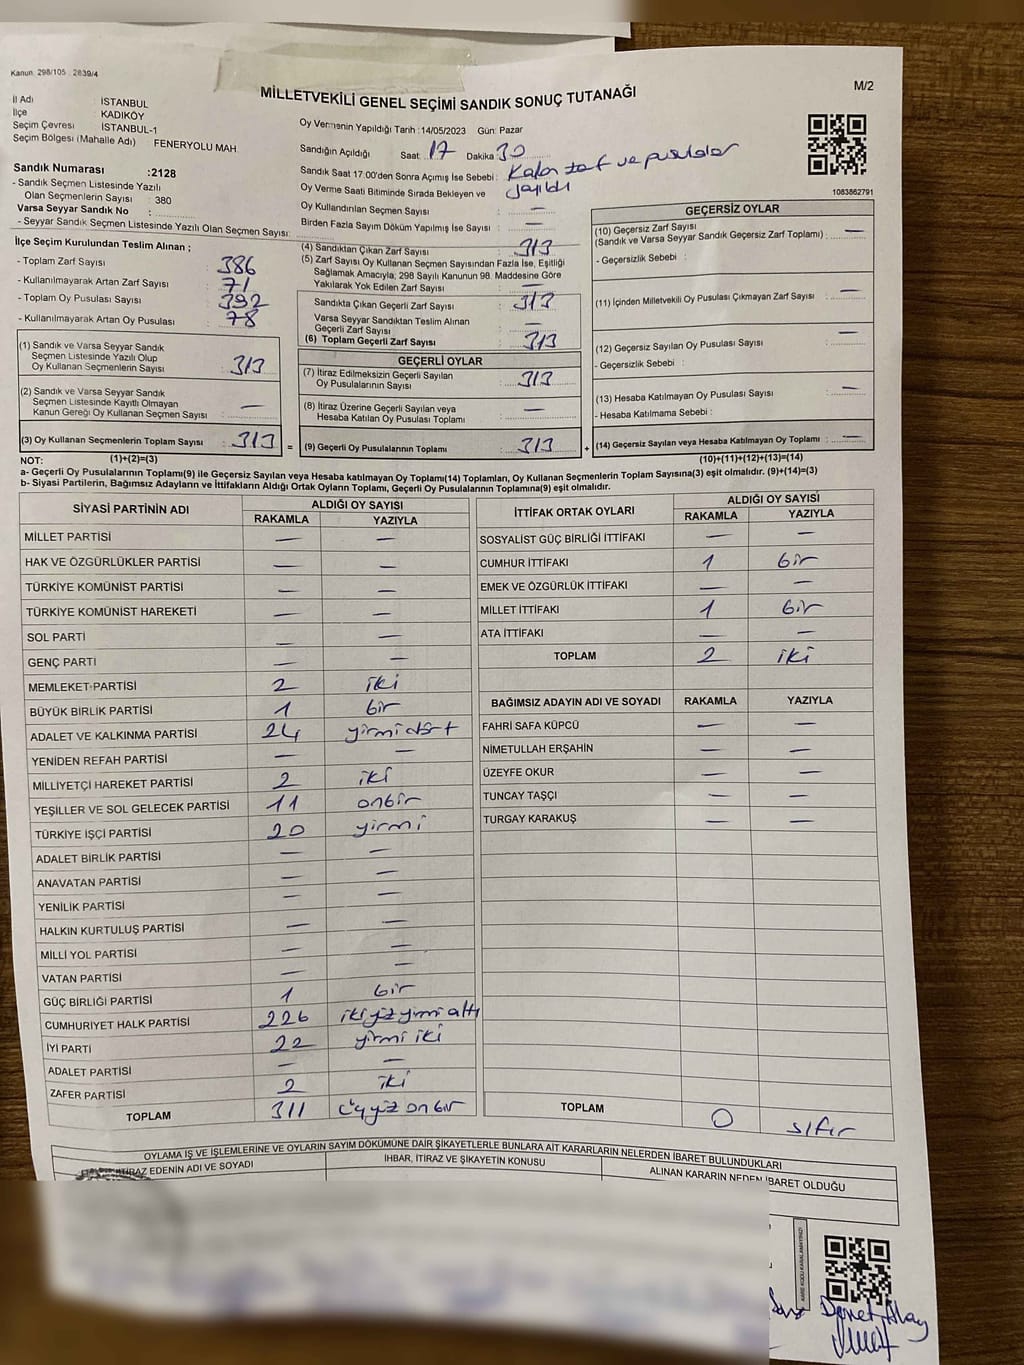 Kanun. 298/105 : 2839/4
MİLLETVEKİLİ GENEL SEÇİMİ SANDIK SONUÇ TUTANAĞI
M/2
İl Adı İSTANBUL
İlçe KADIKÖY
Seçim Çevresi İSTANBUL-1
Seçim Bölgesi (Mahalle Adı) FENERYOLU MAH.
Sandık Numarası :2128
- Sandık Seçmen Listesinde Yazılı
Olan Seçmenlerin Sayısı : 380
Varsa Seyyar Sandık No :
- Seyyar Sandık Seçmen Listesinde Yazılı Olan Seçmen Sayısı:
İlçe Seçim Kurulundan Teslim Alınan ;
- Toplam Zarf Sayısı : 386
- Kullanılmayarak Artan Zarf Sayısı : 71
- Toplam Oy Pusulası Sayısı : 392
- Kullanılmayarak Artan Oy Pusulası : 78
(1) Sandık ve Varsa Seyyar Sandık
Seçmen Listesinde Yazılı Olup
Oy Kullanan Seçmenlerin Sayısı : 313
(2) Sandık ve Varsa Seyyar Sandık
Seçmen Listesinde Kayıtlı Olmayan
Kanun Gereği Oy Kullanan Seçmen Sayısı : —
(3) Oy Kullanan Seçmenlerin Toplam Sayısı : 313 =
Oy Vermenin Yapıldığı Tarih : 14/05/2023 Gün: Pazar
Sandığın Açıldığı Saat: 17 Dakika: 30
Sandık Saat 17:00'den Sonra Açımış İse Sebebi : Kalan zarf ve pusulalar
Oy Verme Saati Bitiminde Sırada Bekleyen ve sayıldı
Oy Kullandırılan Seçmen Sayısı : —
Birden Fazla Sayım Döküm Yapılmış İse Sayısı : —
(4) Sandıktan Çıkan Zarf Sayısı : 313
(5) Zarf Sayısı Oy Kullanan Seçmen Sayısından Fazla İse, Eşitliği
Sağlamak Amacıyla, 298 Sayılı Kanunun 98. Maddesine Göre
Yakılarak Yok Edilen Zarf Sayısı : —
Sandıkta Çıkan Geçerli Zarf Sayısı : 313
Varsa Seyyar Sandıktan Teslim Alınan
Geçerli Zarf Sayısı : —
(6) Toplam Geçerli Zarf Sayısı : 313
GEÇERLİ OYLAR
(7) İtiraz Edilmeksizin Geçerli Sayılan
Oy Pusulalarının Sayısı : 313
(8) İtiraz Üzerine Geçerli Sayılan veya
Hesaba Katılan Oy Pusulası Toplamı : —
(9) Geçerli Oy Pusulalarının Toplamı : 313 +
1083862791
GEÇERSİZ OYLAR
(10) Geçersiz Zarf Sayısı
(Sandık ve Varsa Seyyar Sandık Geçersiz Zarf Toplamı) : —
- Geçersizlik Sebebi :
(11) İçinden Milletvekili Oy Pusulası Çıkmayan Zarf Sayısı : —
(12) Geçersiz Sayılan Oy Pusulası Sayısı : —
- Geçersizlik Sebebi :
(13) Hesaba Katılmayan Oy Pusulası Sayısı : —
- Hesaba Katılmama Sebebi :
(14) Geçersiz Sayılan veya Hesaba Katılmayan Oy Toplamı : —
NOT: (1)+(2)=(3) (10)+(11)+(12)+(13)=(14)
a- Geçerli Oy Pusulalarının Toplamı(9) ile Geçersiz Sayılan veya Hesaba katılmayan Oy Toplamı(14) Toplamları, Oy Kullanan Seçmenlerin Toplam Sayısına(3) eşit olmalıdır. (9)+(14)=(3)
b- Siyasi Partilerin, Bağımsız Adayların ve İttifakların Aldığı Ortak Oyların Toplamı, Geçerli Oy Pusulalarının Toplamına(9) eşit olmalıdır.
SİYASİ PARTİNİN ADI ALDIĞI OY SAYISI
RAKAMLA YAZIYLA
MİLLET PARTİSİ — —
HAK VE ÖZGÜRLÜKLER PARTİSİ — —
TÜRKİYE KOMÜNİST PARTİSİ — —
TÜRKİYE KOMÜNİST HAREKETİ — —
SOL PARTİ — —
GENÇ PARTİ — —
MEMLEKET PARTİSİ 2 iki
BÜYÜK BİRLİK PARTİSİ 1 bir
ADALET VE KALKINMA PARTİSİ 24 yirmidört
YENİDEN REFAH PARTİSİ — —
MİLLİYETÇİ HAREKET PARTİSİ 2 iki
YEŞİLLER VE SOL GELECEK PARTİSİ 11 onbir
TÜRKİYE İŞÇİ PARTİSİ 20 yirmi
ADALET BİRLİK PARTİSİ — —
ANAVATAN PARTİSİ — —
YENİLİK PARTİSİ — —
HALKIN KURTULUŞ PARTİSİ — —
MİLLİ YOL PARTİSİ — —
VATAN PARTİSİ — —
GÜÇ BİRLİĞİ PARTİSİ 1 bir
CUMHURİYET HALK PARTİSİ 226 ikiyüzyirmialtı
İYİ PARTİ 22 yirmi iki
ADALET PARTİSİ — —
ZAFER PARTİSİ 2 iki
TOPLAM 311 üçyüz onbir
İTTİFAK ORTAK OYLARI ALDIĞI OY SAYISI
RAKAMLA YAZIYLA
SOSYALİST GÜÇ BİRLİĞİ İTTİFAKI — —
CUMHUR İTTİFAKI 1 bir
EMEK VE ÖZGÜRLÜK İTTİFAKI — —
MİLLET İTTİFAKI 1 bir
ATA İTTİFAKI — —
TOPLAM 2 iki
BAĞIMSIZ ADAYIN ADI VE SOYADI RAKAMLA YAZIYLA
FAHRİ SAFA KÜPCÜ — —
NİMETULLAH ERŞAHİN — —
ÜZEYFE OKUR — —
TUNCAY TAŞÇI — —
TURGAY KARAKUŞ — —
TOPLAM 0 sıfır
OYLAMA İŞ VE İŞLEMLERİNE VE OYLARIN SAYIM DÖKÜMÜNE DAİR ŞİKAYETLERLE BUNLARA AİT KARARLARIN NELERDEN İBARET BULUNDUKLARI
İTİRAZ EDENİN ADI VE SOYADI İHBAR, İTİRAZ VE ŞİKAYETİN KONUSU ALINAN KARARIN NEDEN İBARET OLDUĞU